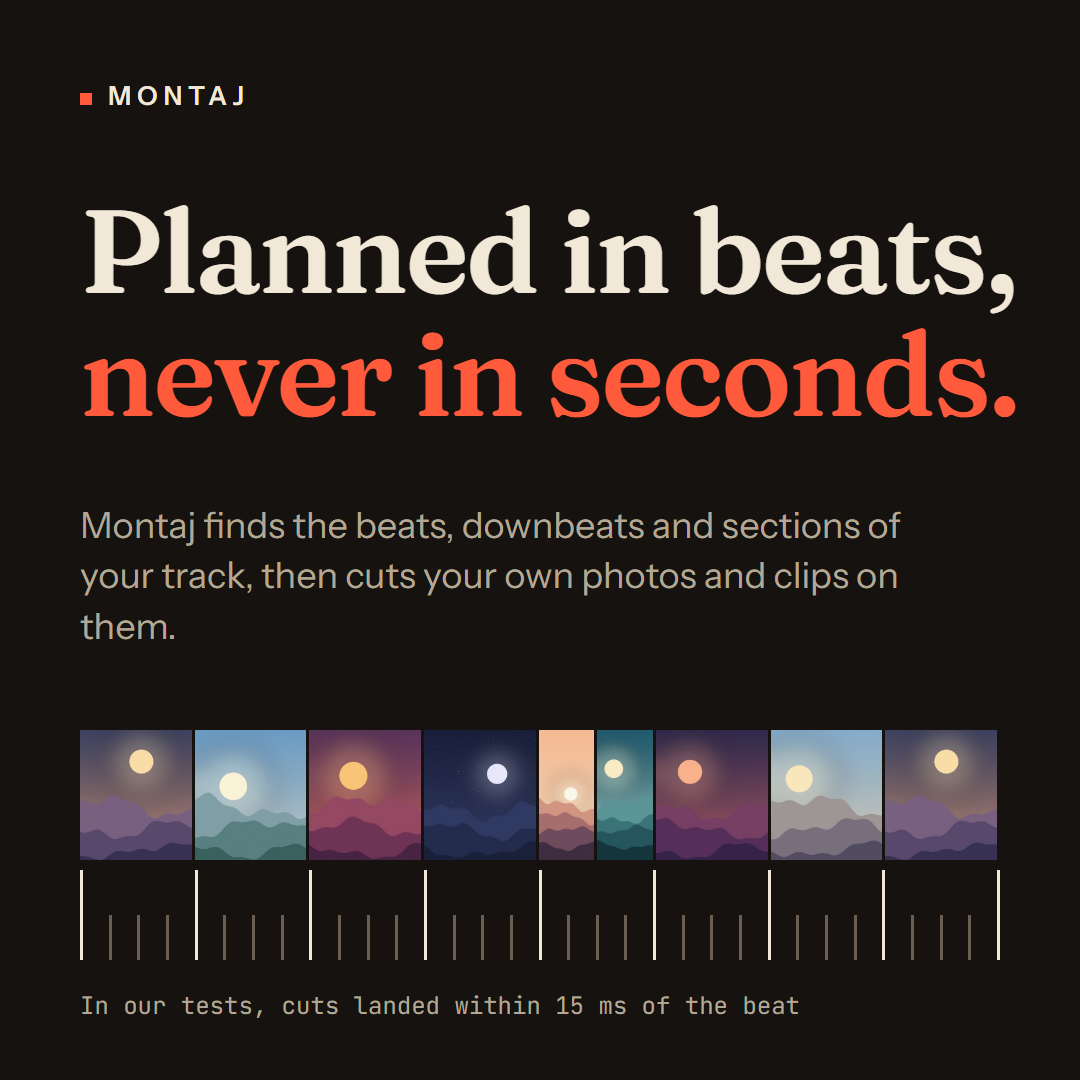 MONTAJ
Planned in beats,
never in seconds.
Montaj finds the beats, downbeats and sections of
your track, then cuts your own photos and clips on
them.
In our tests, cuts landed within 15 ms of the beat